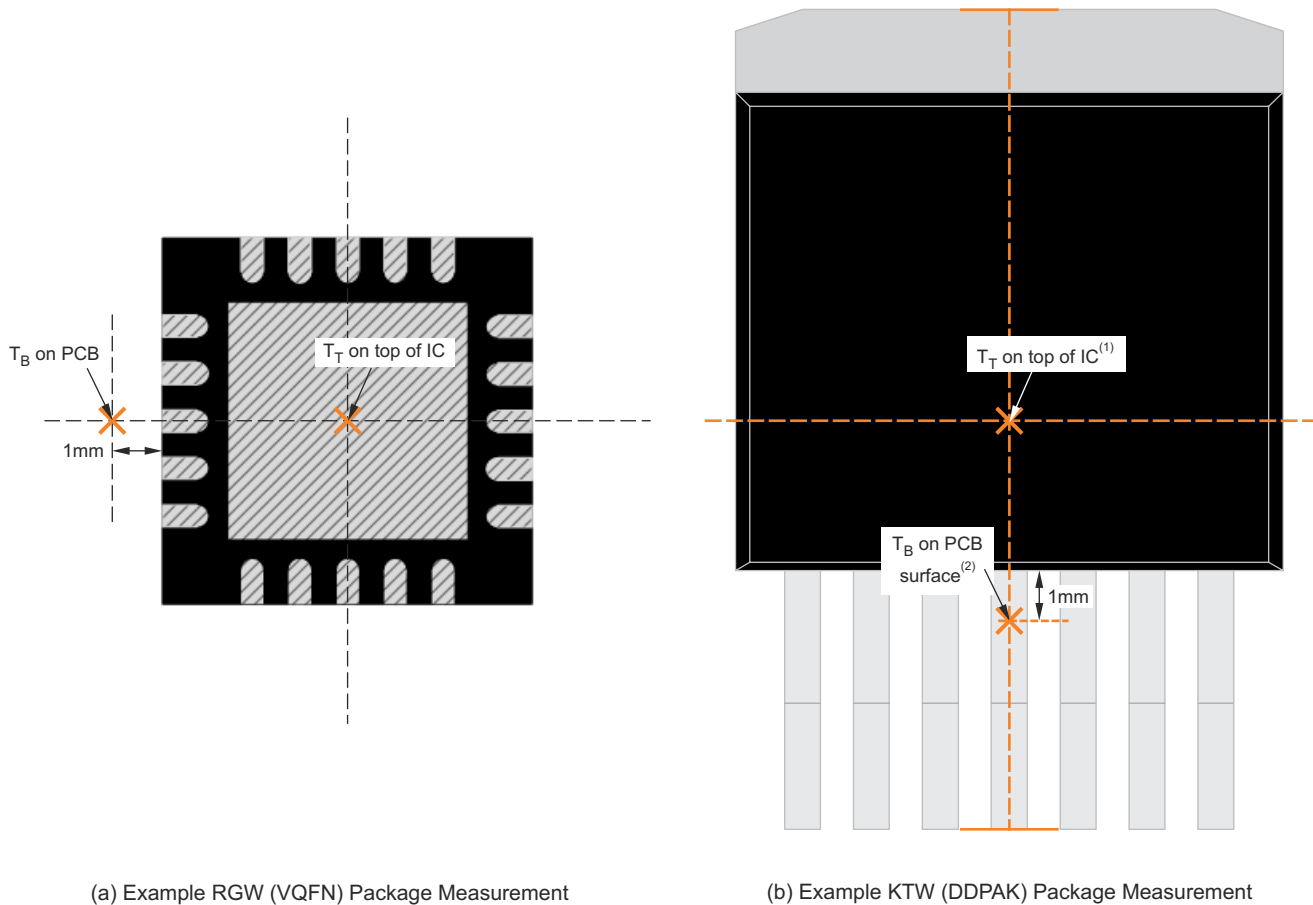 T_B on PCB
1mm
T_T on top of IC
(a) Example RGW (VQFN) Package Measurement
T_T on top of IC(1)
T_B on PCB
surface(2)
1mm
(b) Example KTW (DDPAK) Package Measurement